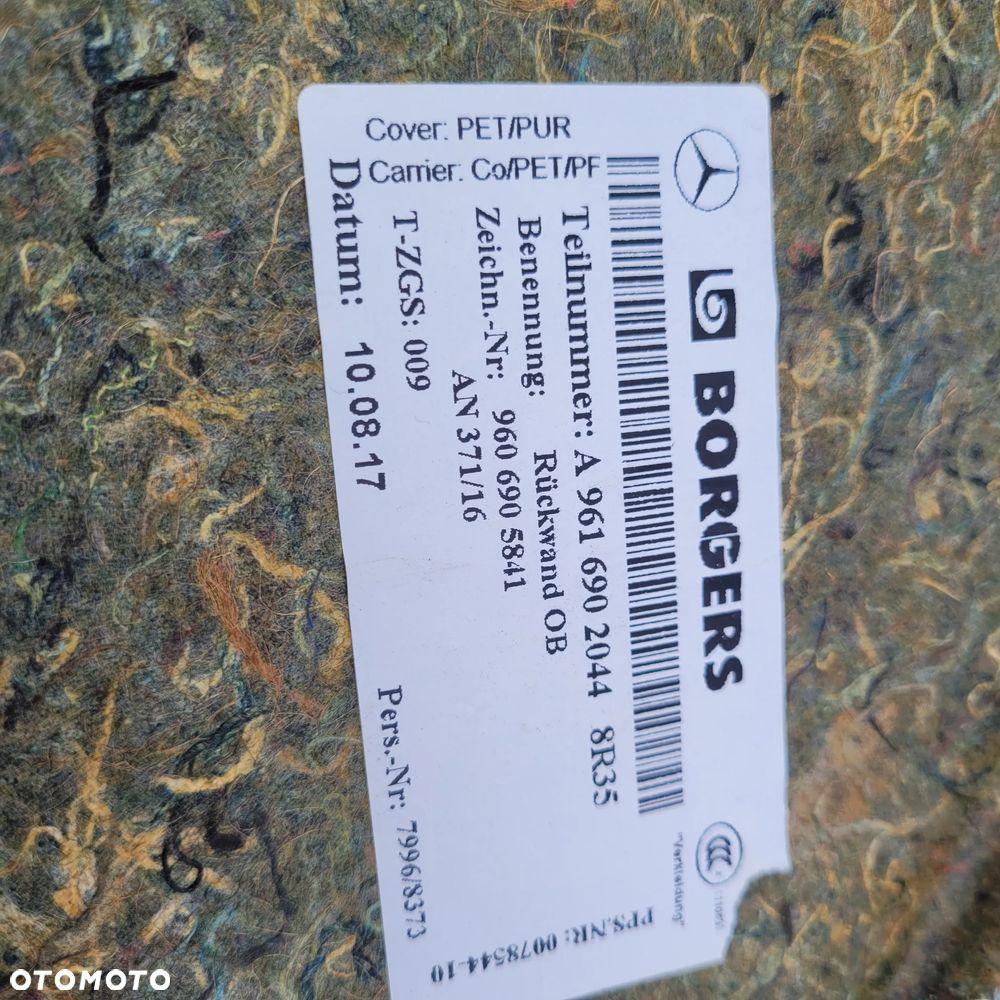 BORGERS
Teilnummer: A 961 690 2044 8R35
Benennung: Rückwand OB
Zeichn.-Nr: 960 690 5841
AN 371/16
T-ZGS: 009
Datum: 10.08.17
Pers.-Nr: 7996/8373
Cover: PET/PUR
Carrier: Co/PET/PF
CCC
"Verkleidung"
PPS.NR: 0078544-10
OTOMOTO